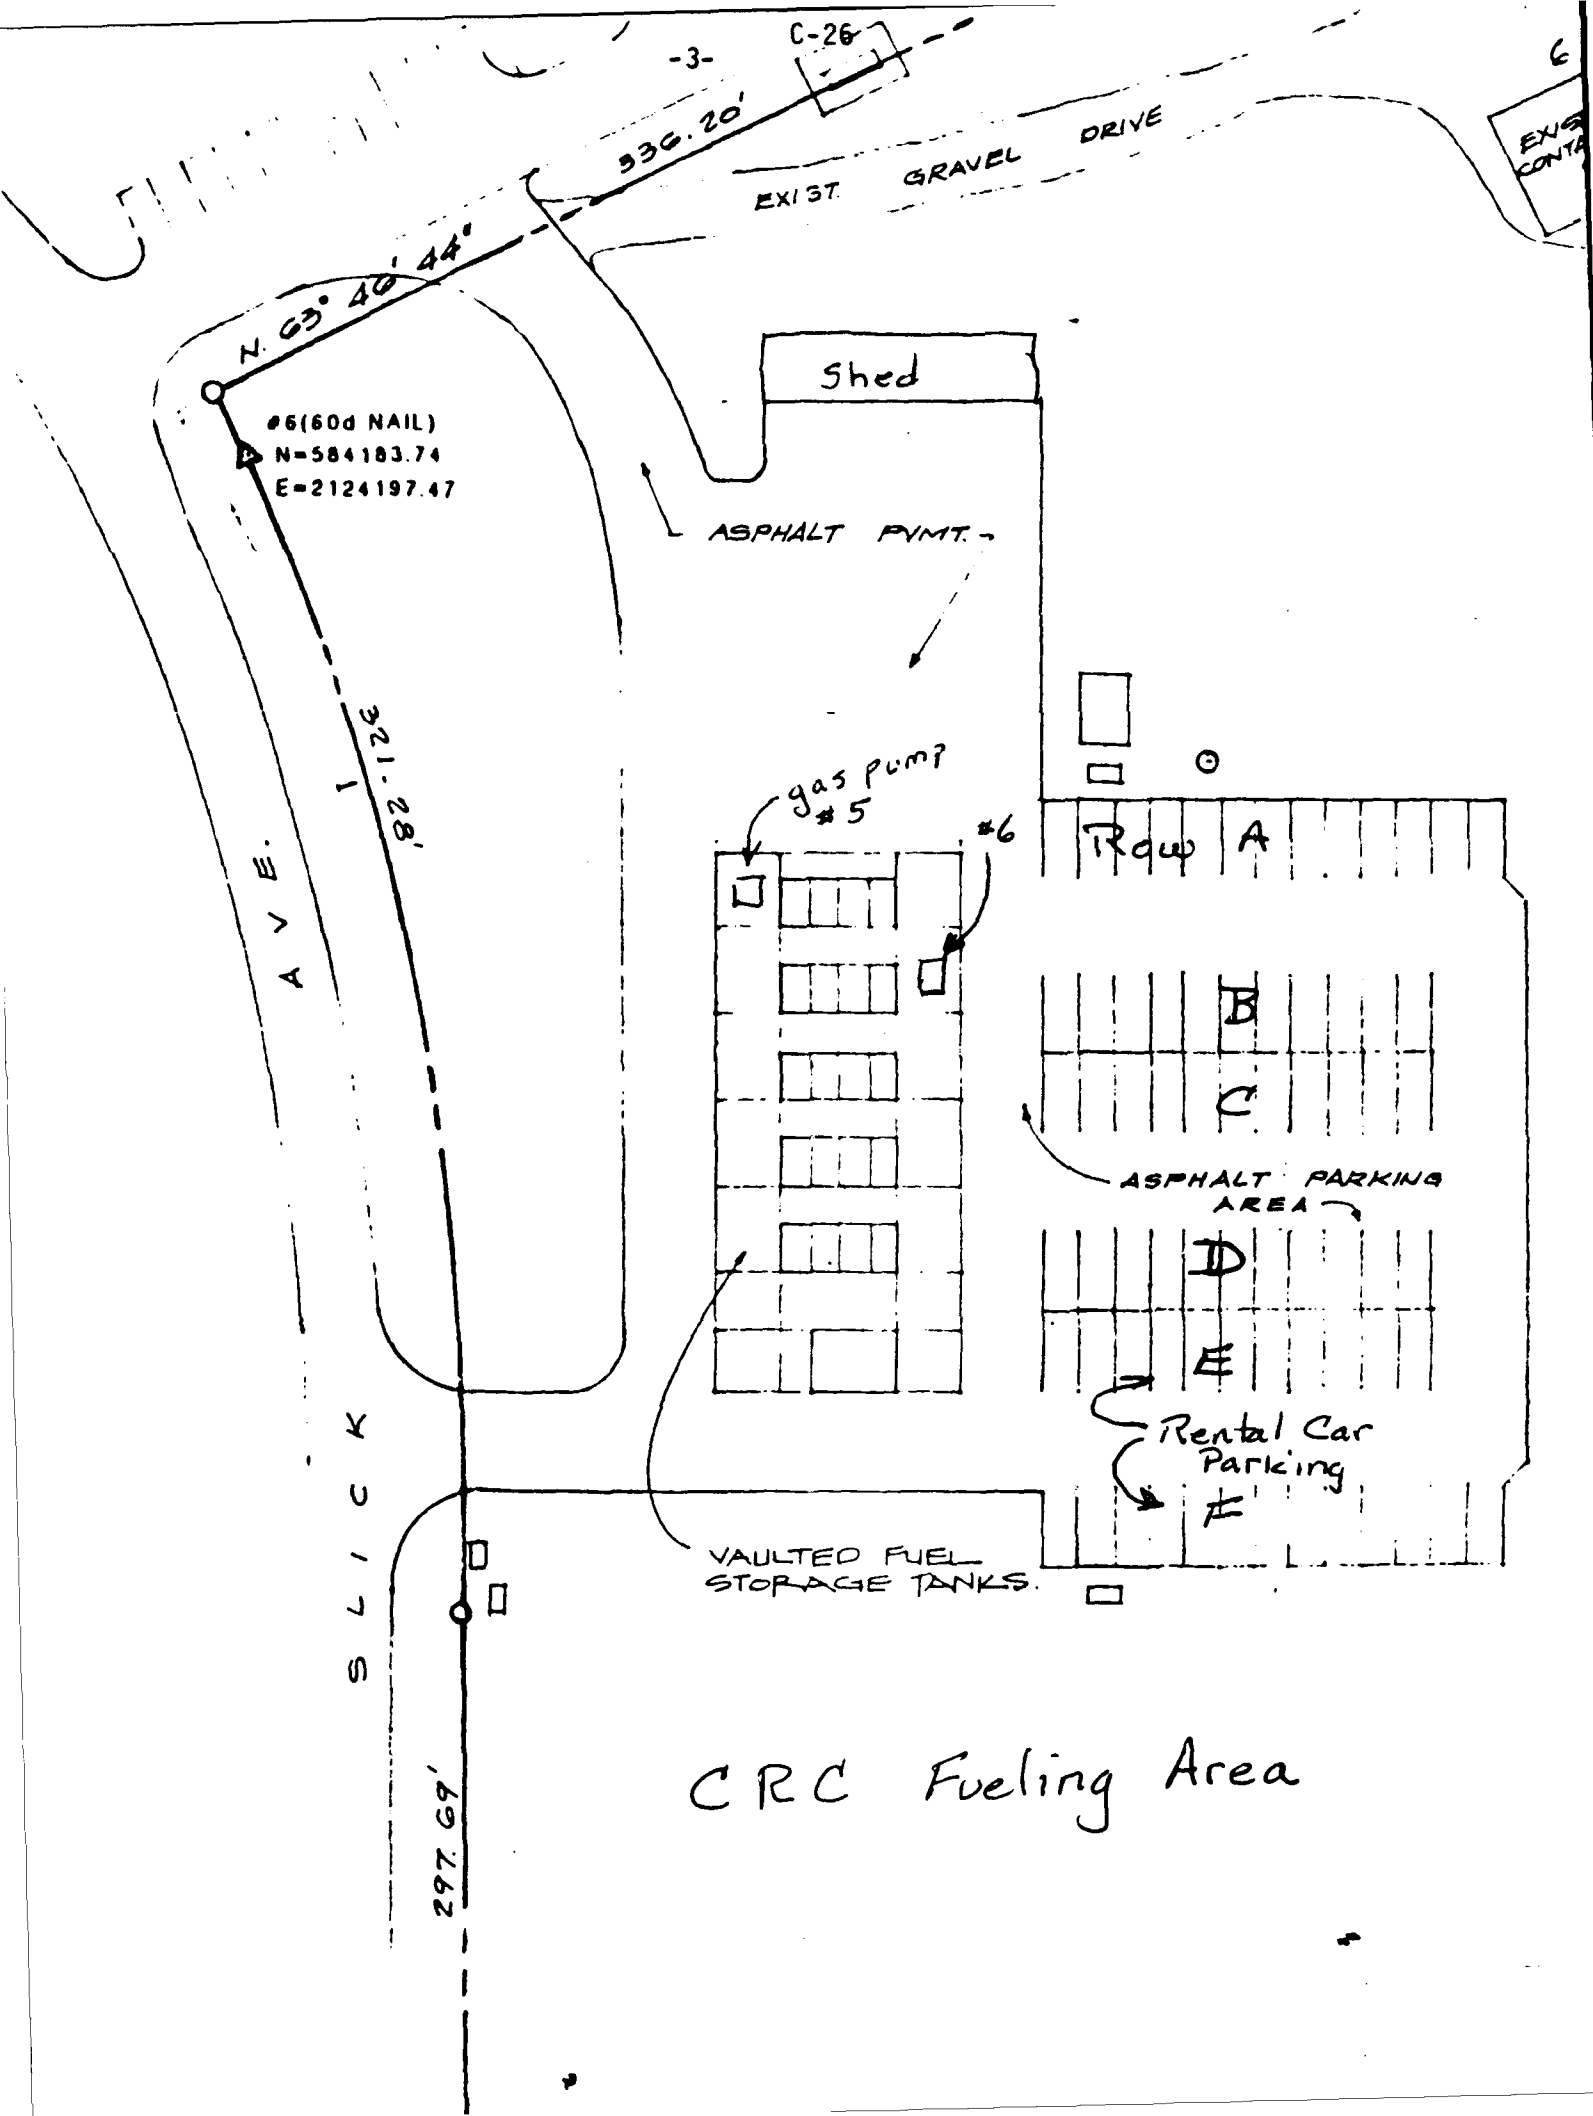 C-26
-3-
6
336.20'
EXIST. GRAVEL DRIVE
N. 63° 46' 44"
Shed
#6(60d NAIL)
N=584183.74
E=2124197.47
ASPHALT PVMT.
321.28'
gas pump
#5
#6
Row A
B
C
ASPHALT PARKING
AREA
D
E
Rental Car
Parking
F
VAULTED FUEL
STORAGE TANKS.
SLICK AVE.
CRC Fueling Area
297.69'